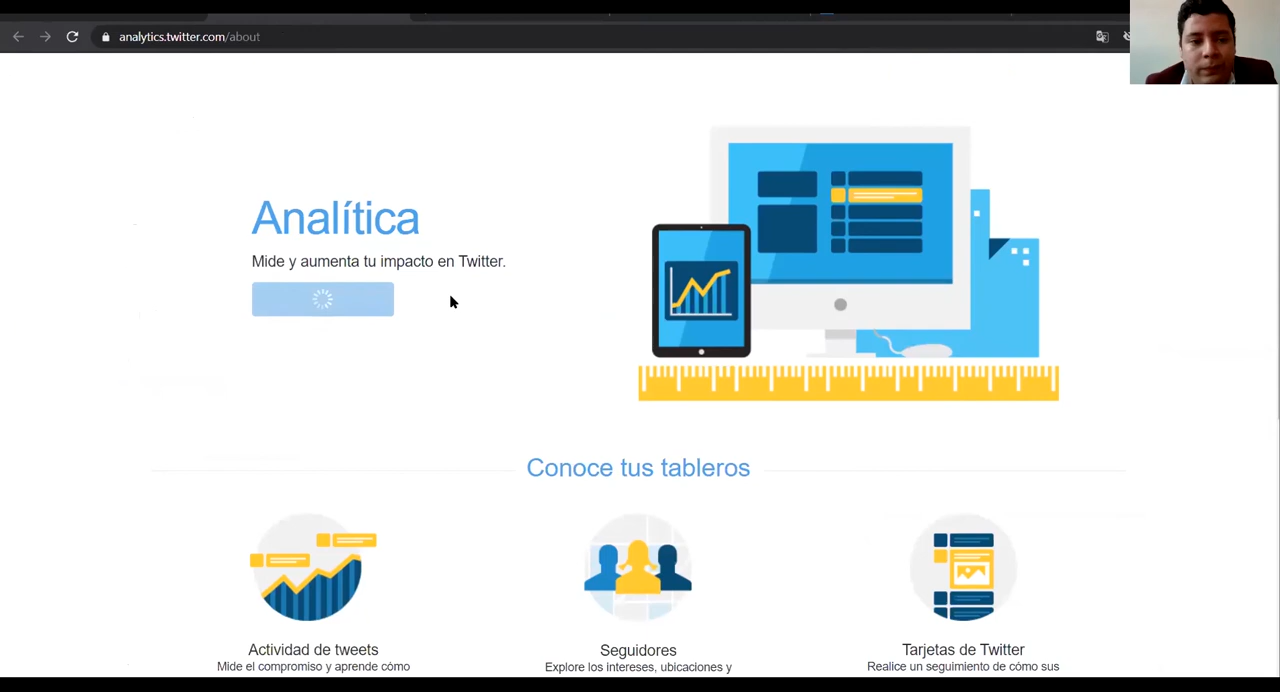 analytics.twitter.com/about
Analítica
Mide y aumenta tu impacto en Twitter.
Conoce tus tableros
Actividad de tweets
Mide el compromiso y aprende cómo
Seguidores
Explore los intereses, ubicaciones y
Tarjetas de Twitter
Realice un seguimiento de cómo sus